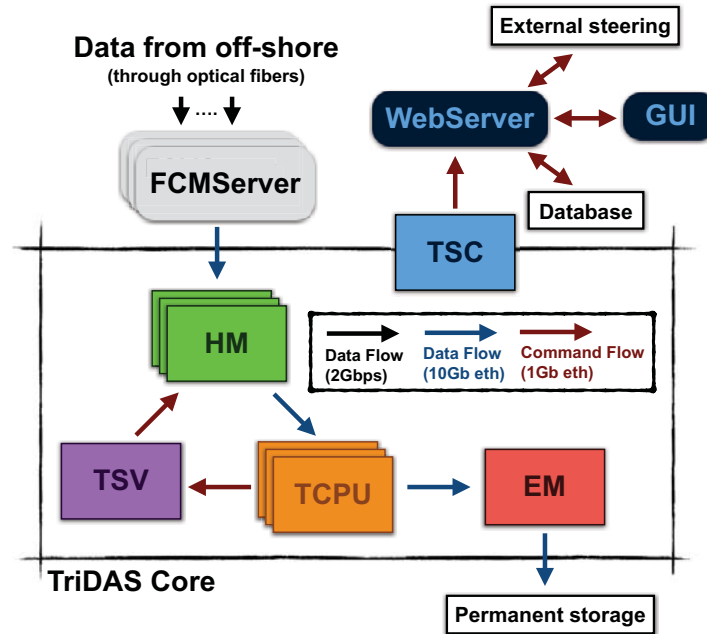 Data from off-shore
(through optical fibers)
....
External steering
WebServer
GUI
FCMServer
Database
TSC
HM
Data Flow
(2Gbps)
Data Flow
(10Gb eth)
Command Flow
(1Gb eth)
TSV
TCPU
EM
TriDAS Core
Permanent storage